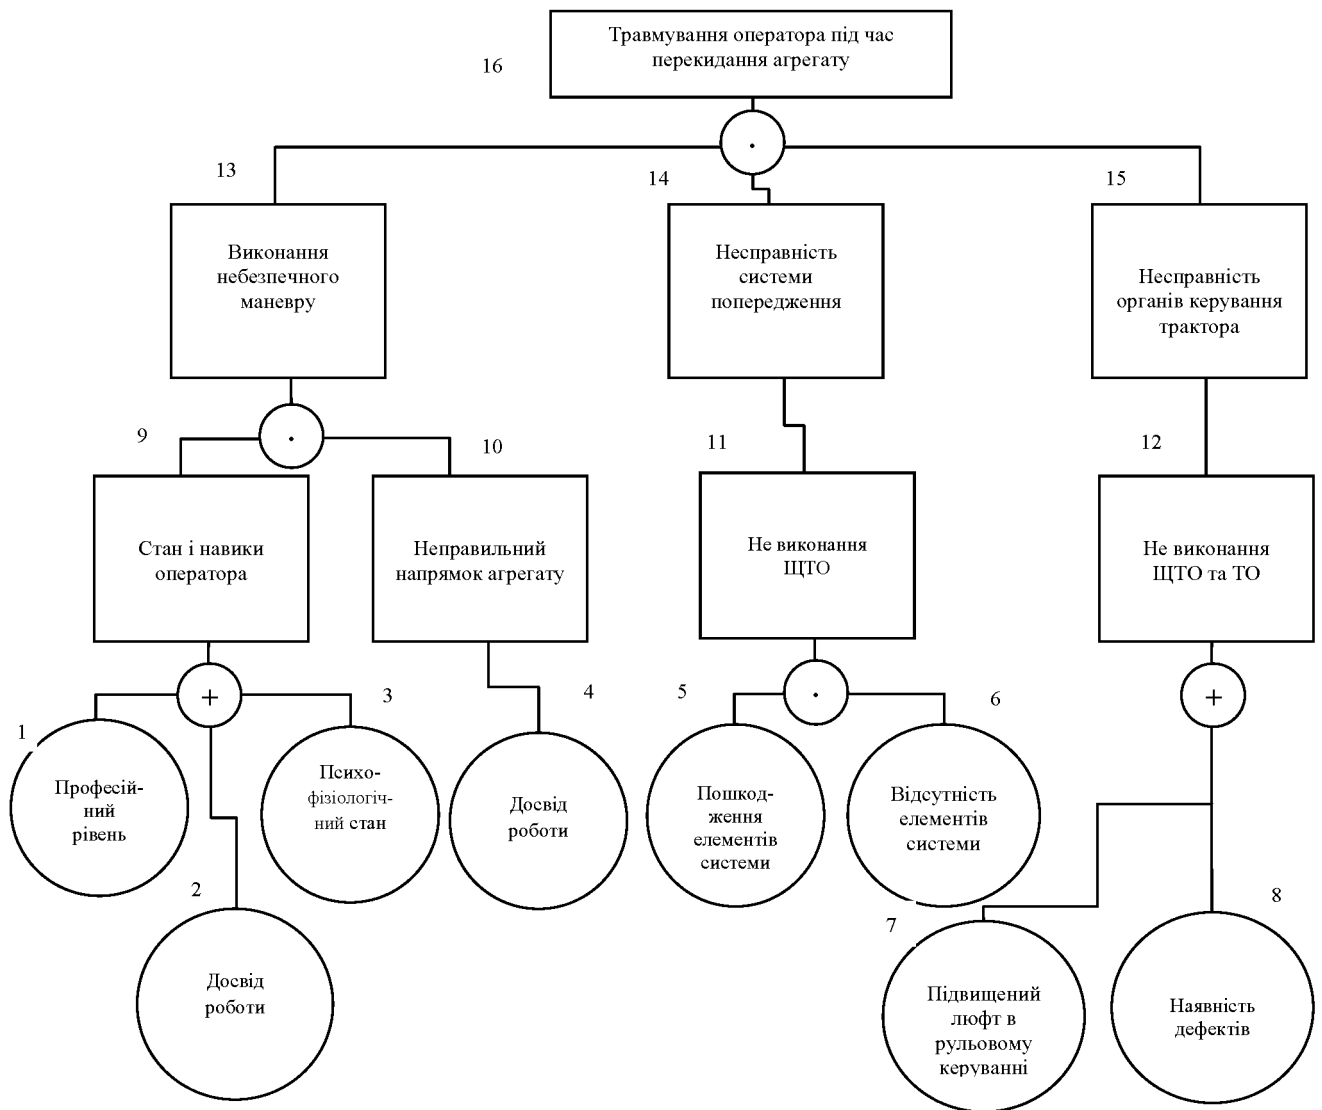 Травмування оператора під час
перекидання агрегату
16
.
13
14
15
Виконання
небезпечного
маневру
Несправність
системи
попередження
Несправність
органів керування
трактора
.
9
10
11
12
Стан і навики
оператора
Неправильний
напрямок агрегату
Не виконання
ЩТО
Не виконання
ЩТО та ТО
+
.
+
1
3
4
5
6
Професій-
ний
рівень
Психо-
фізіологіч-
ний стан
Досвід
роботи
Пошкод-
ження
елементів
системи
Відсутність
елементів
системи
2
7
8
Досвід
роботи
Підвищений
люфт в
рульовому
керуванні
Наявність
дефектів